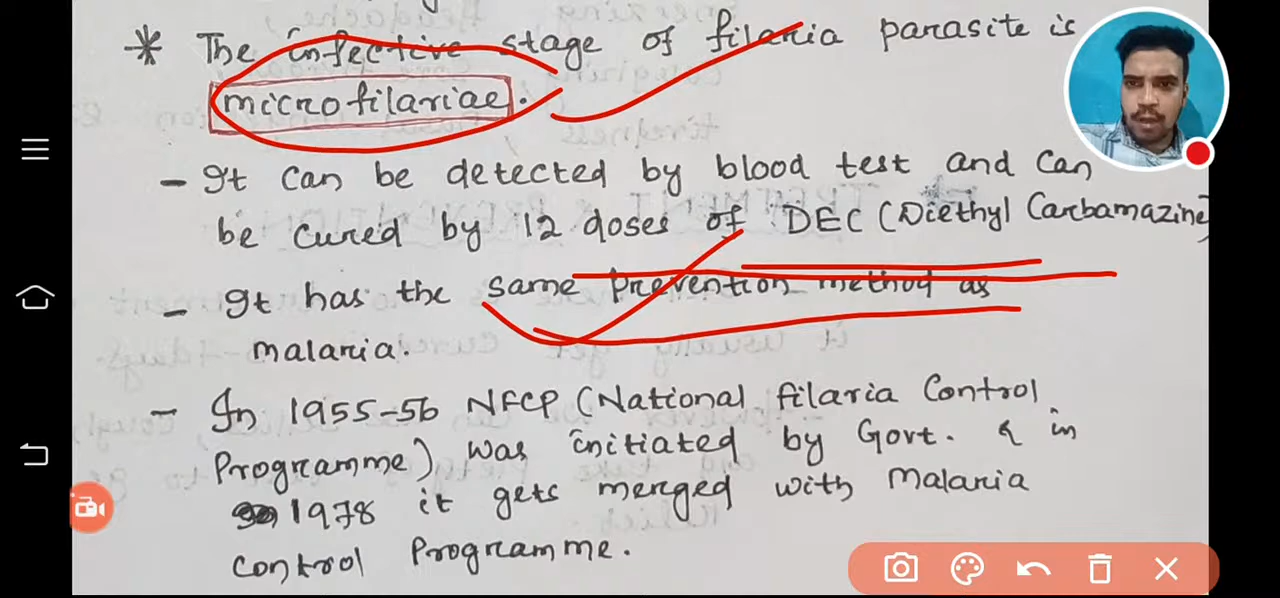 * The infective stage of filaria parasite is
microfilariae.
- It can be detected by blood test and can
be cured by 12 doses of DEC (Diethyl Carbamazine)
- It has the same prevention method as
malaria.
- In 1955-56 NFCP (National Filaria Control
Programme) was initiated by Govt. & in
1978 it gets merged with Malaria
Control Programme.